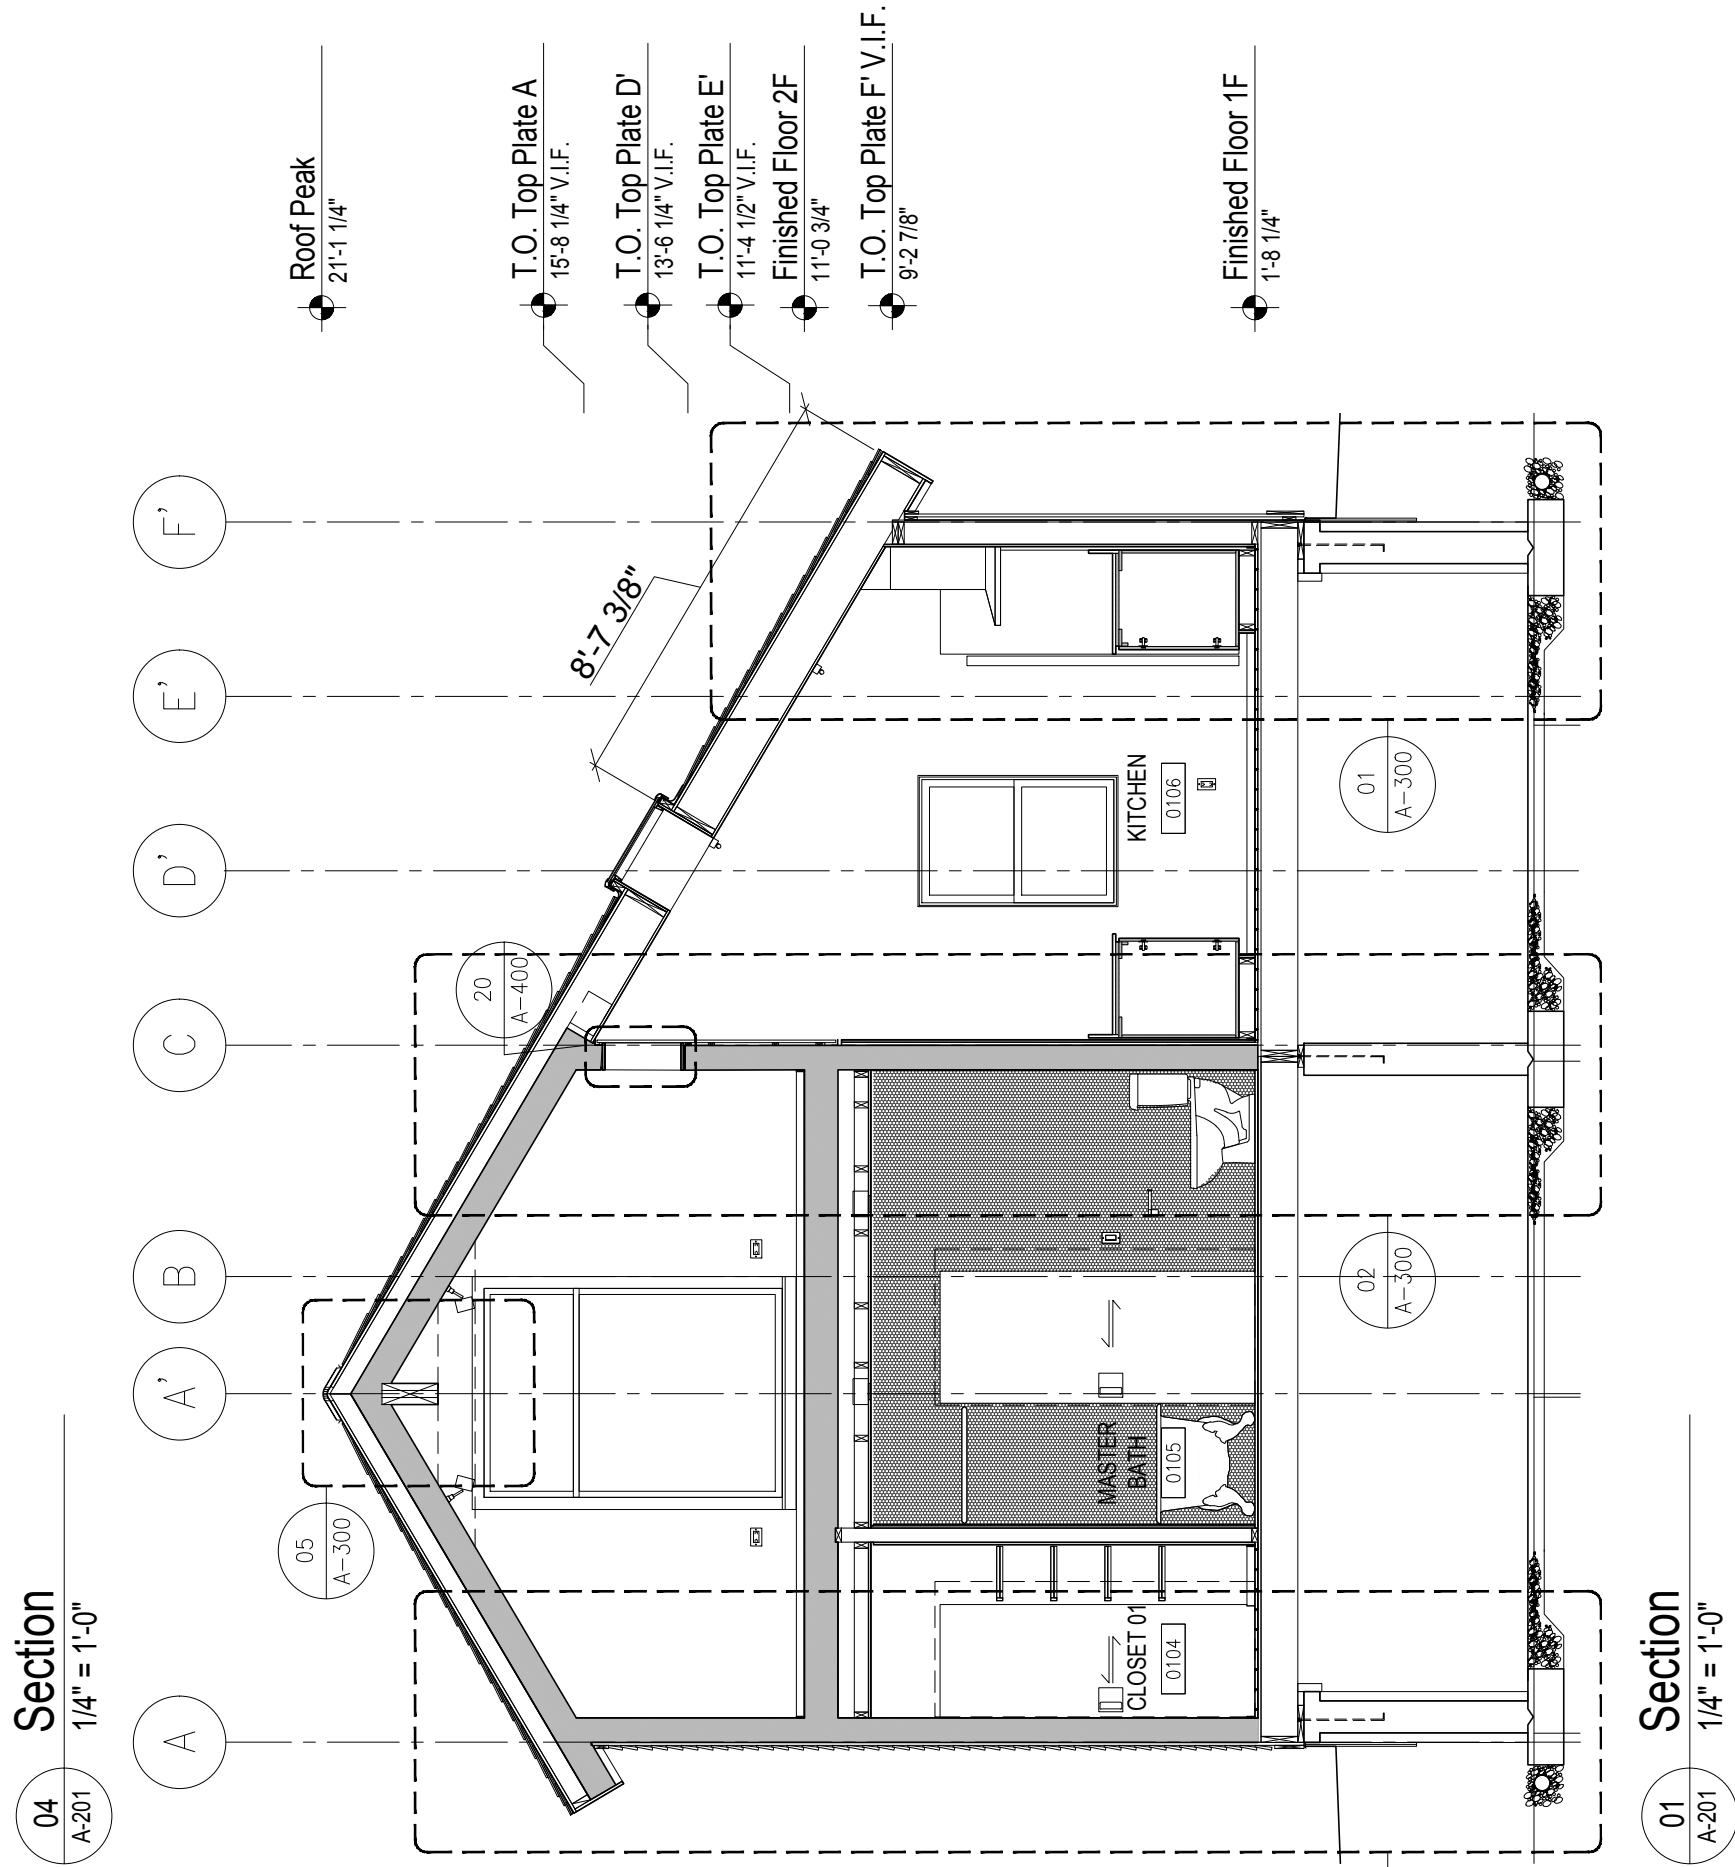 04
A-201
Section
1/4" = 1'-0"
A
A'
B
C
D'
E'
F'
Roof Peak
21'-1 1/4"
T.O. Top Plate A
15'-8 1/4" V.I.F.
T.O. Top Plate D'
13'-6 1/4" V.I.F.
T.O. Top Plate E'
11'-4 1/2" V.I.F.
Finished Floor 2F
11'-0 3/4"
T.O. Top Plate F' V.I.F.
9'-2 7/8"
Finished Floor 1F
1'-8 1/4"
05
A-300
20
A-400
8'-7 3/8"
CLOSET 01
0104
MASTER
BATH
0105
KITCHEN
0106
02
A-300
01
A-300
01
A-201
Section
1/4" = 1'-0"